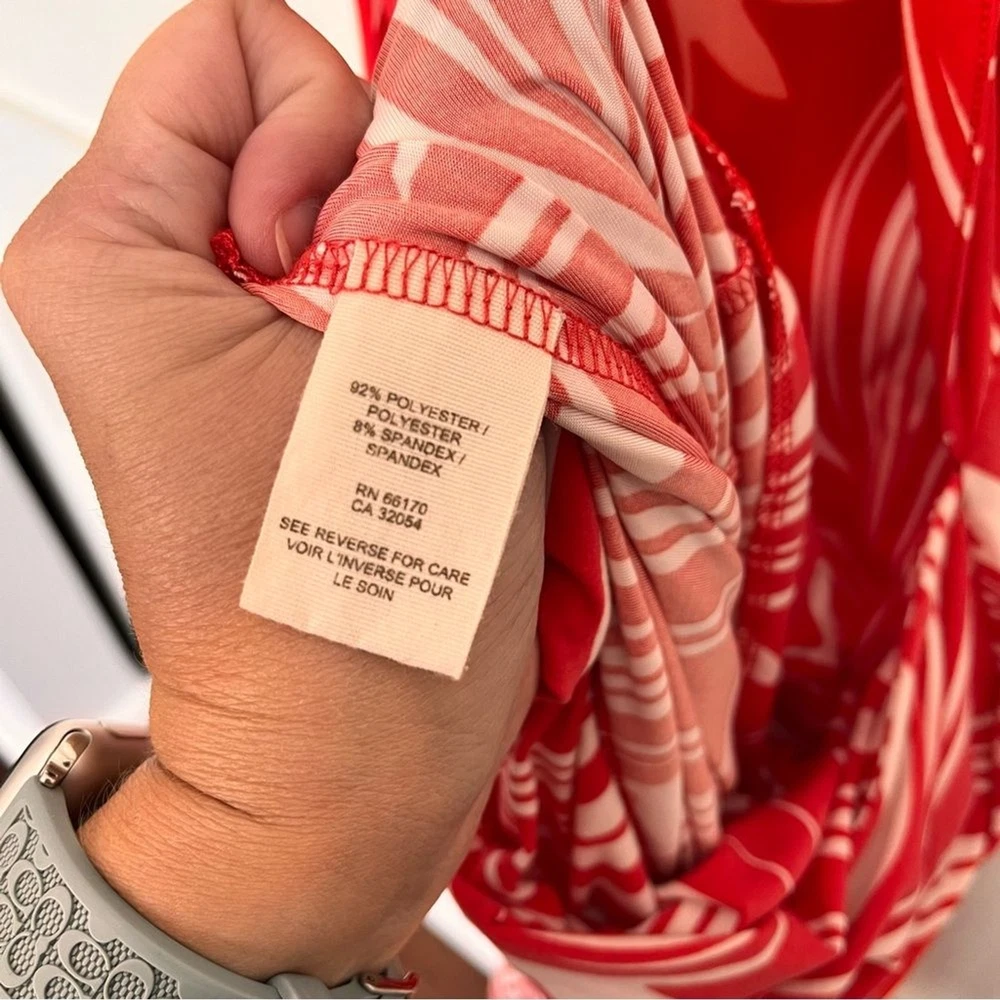 92% POLYESTER /
POLYESTER
8% SPANDEX /
SPANDEX
RN 66170
CA 32054
SEE REVERSE FOR CARE
VOIR L'INVERSE POUR
LE SOIN